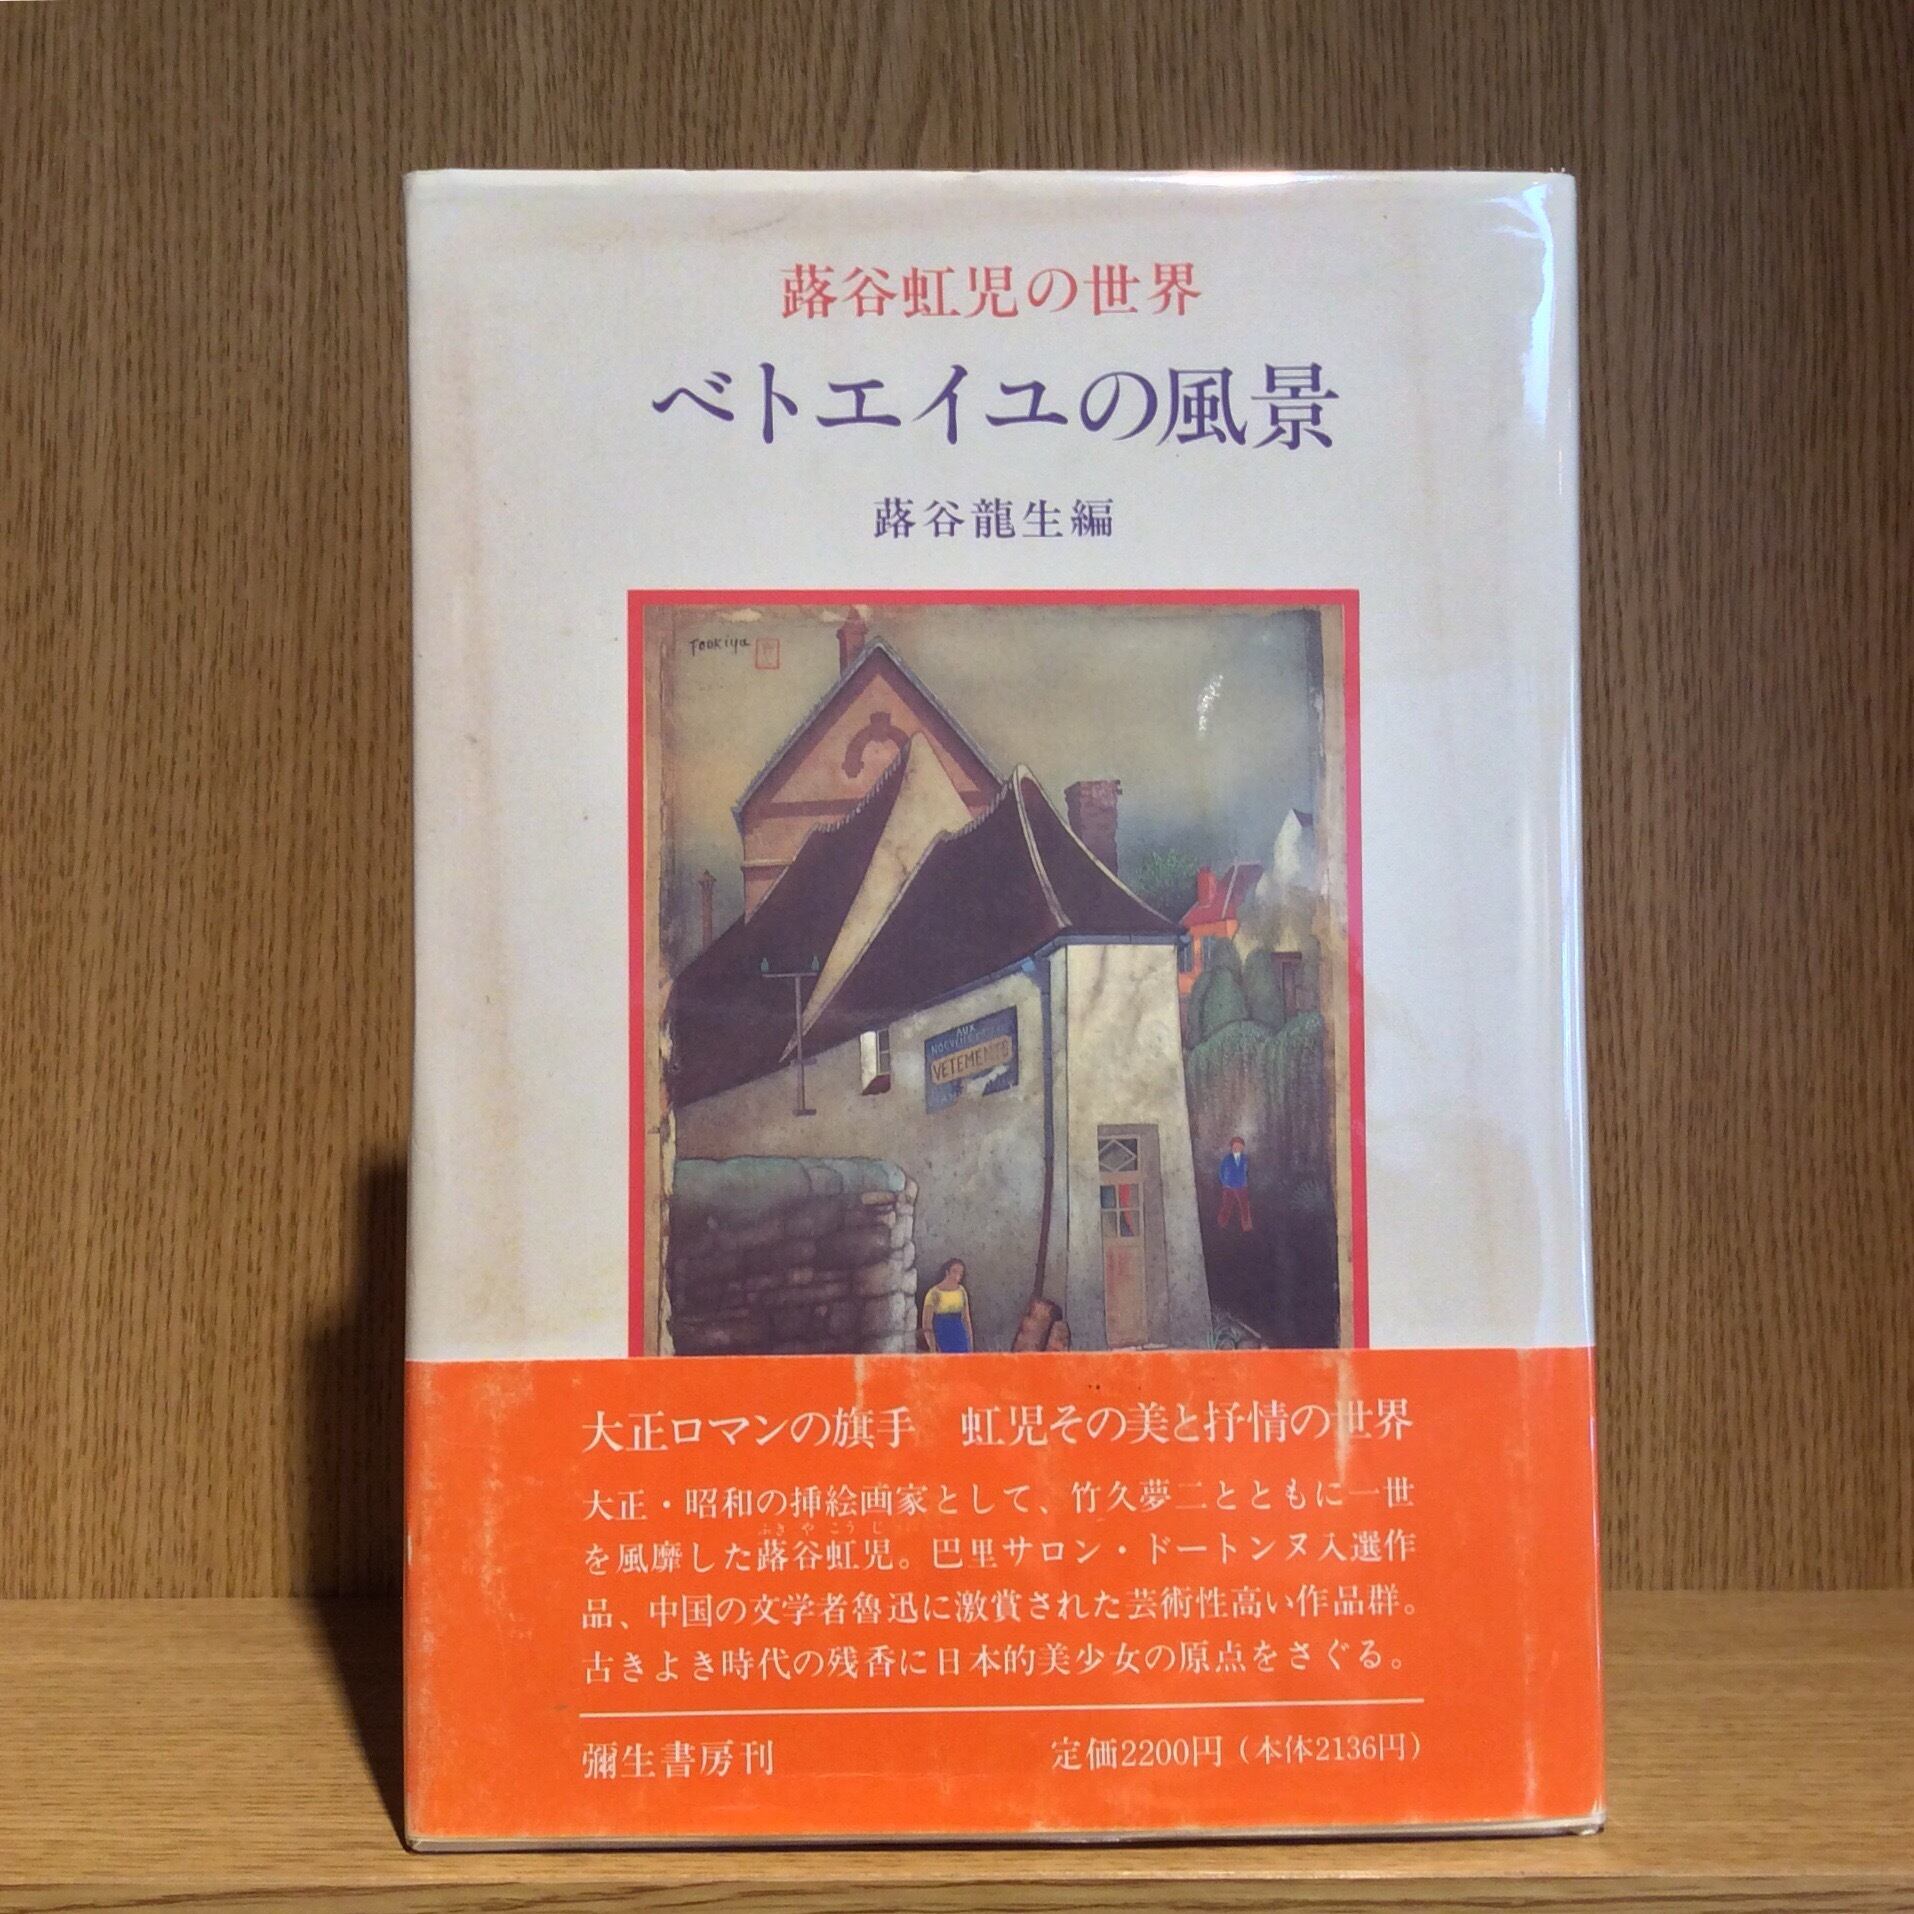 蕗谷虹児の世界
ベトエイユの風景
蕗谷龍生編
Fookiya
AUX
VETEMENTS
大正ロマンの旗手　虹児その美と抒情の世界
大正・昭和の挿絵画家として、竹久夢二とともに一世
ふき や こう じ
を風靡した蕗谷虹児。巴里サロン・ドートンヌ入選作
品、中国の文学者魯迅に激賞された芸術性高い作品群。
古きよき時代の残香に日本的美少女の原点をさぐる。
彌生書房刊
定価2200円（本体2136円）